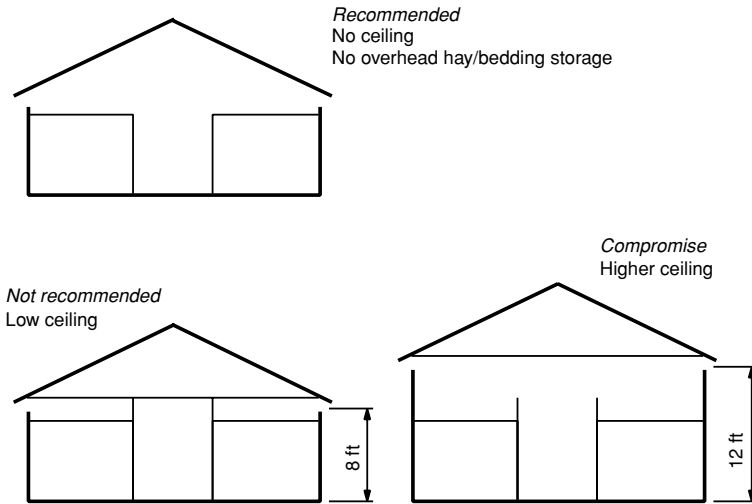 Recommended
No ceiling
No overhead hay/bedding storage
Not recommended
Low ceiling
8 ft
Compromise
Higher ceiling
12 ft